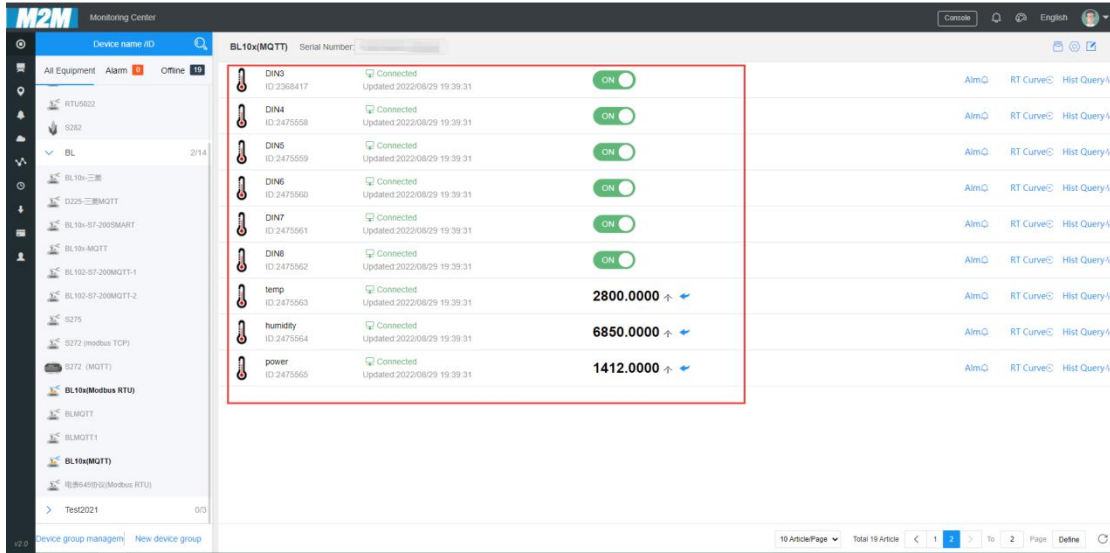 M2M Monitoring Center Console English
Device name /ID
BL10x(MQTT) Serial Number:
All Equipment Alarm 0 Offline 19
RTU5022
S282
BL 2/14
BL10x-三菱
D225-三菱MQTT
BL10x-S7-200SMART
BL10x-MQTT
BL102-S7-200MQTT-1
BL102-S7-200MQTT-2
S275
S272 (modbus TCP)
S272 (MQTT)
BL10x(Modbus RTU)
BLMQTT
BLMQTT1
BL10x(MQTT)
电表645协议(Modbus RTU)
Test2021 0/3
Device group managem New device group
v2.0
DIN3 Connected ON Alm RT Curve Hist Query
ID:2368417 Updated:2022/08/29 19:39:31
DIN4 Connected ON Alm RT Curve Hist Query
ID:2475558 Updated:2022/08/29 19:39:31
DIN5 Connected ON Alm RT Curve Hist Query
ID:2475559 Updated:2022/08/29 19:39:31
DIN6 Connected ON Alm RT Curve Hist Query
ID:2475560 Updated:2022/08/29 19:39:31
DIN7 Connected ON Alm RT Curve Hist Query
ID:2475561 Updated:2022/08/29 19:39:31
DIN8 Connected ON Alm RT Curve Hist Query
ID:2475562 Updated:2022/08/29 19:39:31
temp Connected 2800.0000 Alm RT Curve Hist Query
ID:2475563 Updated:2022/08/29 19:39:31
humidity Connected 6850.0000 Alm RT Curve Hist Query
ID:2475564 Updated:2022/08/29 19:39:31
power Connected 1412.0000 Alm RT Curve Hist Query
ID:2475565 Updated:2022/08/29 19:39:31
10 Article/Page Total 19 Article < 1 2 > To 2 Page Define